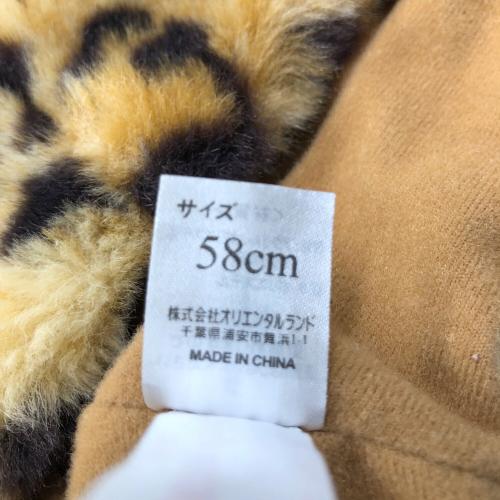 サイズ
58cm
株式会社オリエンタルランド
千葉県浦安市舞浜1-1
MADE IN CHINA